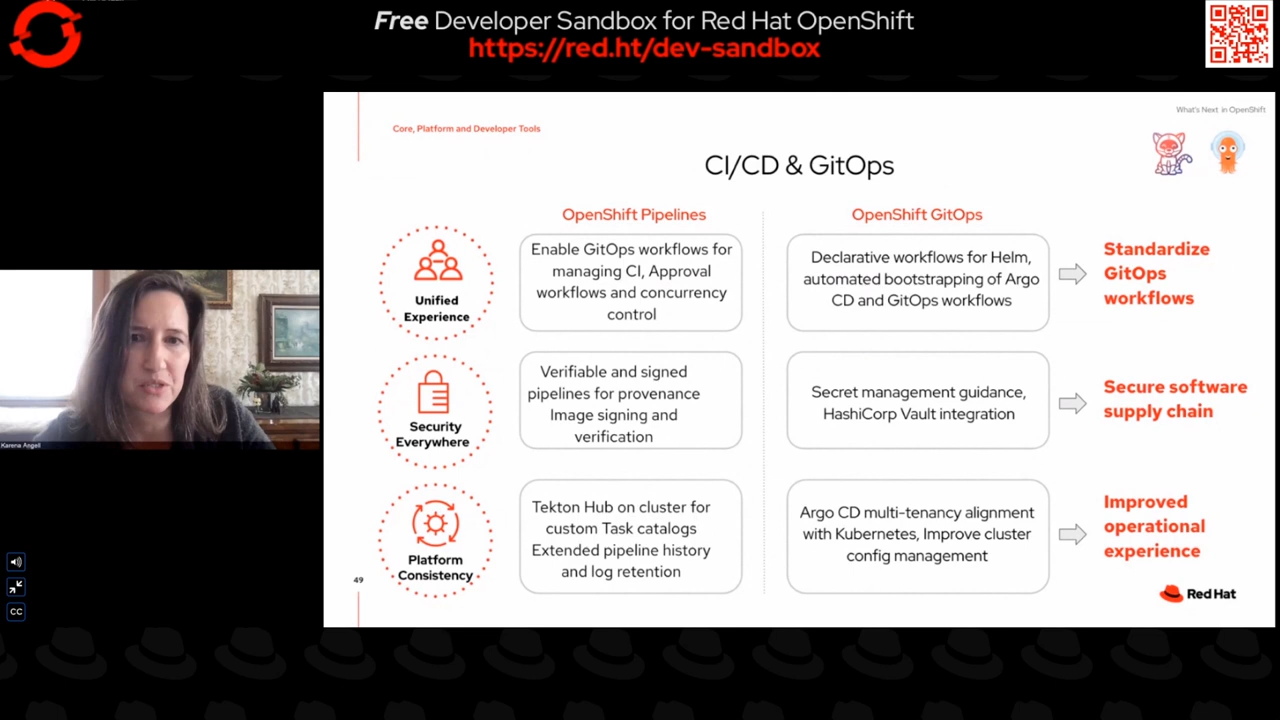 Free Developer Sandbox for Red Hat OpenShift
https://red.ht/dev-sandbox
What's Next in OpenShift
Core, Platform and Developer Tools
CI/CD & GitOps
OpenShift Pipelines
OpenShift GitOps
Unified
Experience
Enable GitOps workflows for
managing CI, Approval
workflows and concurrency
control
Declarative workflows for Helm,
automated bootstrapping of Argo
CD and GitOps workflows
Standardize
GitOps
workflows
Security
Everywhere
Verifiable and signed
pipelines for provenance
Image signing and
verification
Secret management guidance,
HashiCorp Vault integration
Secure software
supply chain
Platform
Consistency
Tekton Hub on cluster for
custom Task catalogs
Extended pipeline history
and log retention
Argo CD multi-tenancy alignment
with Kubernetes, Improve cluster
config management
Improved
operational
experience
49
Red Hat
Karena Angell
CC